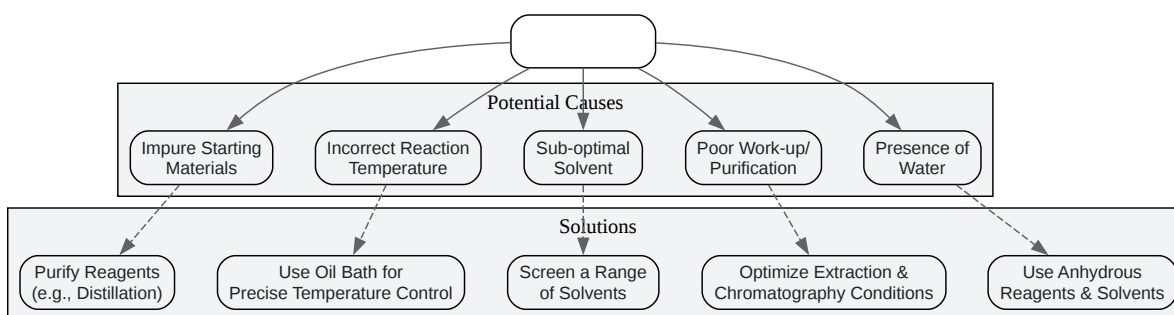 Potential Causes
Impure Starting
Materials
Incorrect Reaction
Temperature
Sub-optimal
Solvent
Poor Work-up/
Purification
Presence of
Water
Solutions
Purify Reagents
(e.g., Distillation)
Use Oil Bath for
Precise Temperature Control
Screen a Range
of Solvents
Optimize Extraction &
Chromatography Conditions
Use Anhydrous
Reagents & Solvents